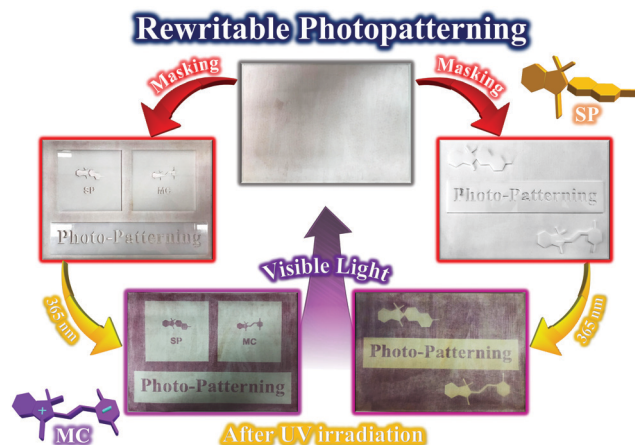 Rewritable Photopatterning
Masking
Masking
SP
SP
MC
Photo-Patterning
Photo-Patterning
365 nm
Visible Light
365 nm
SP
MC
Photo-Patterning
Photo-Patterning
+
−
MC
After UV irradiation